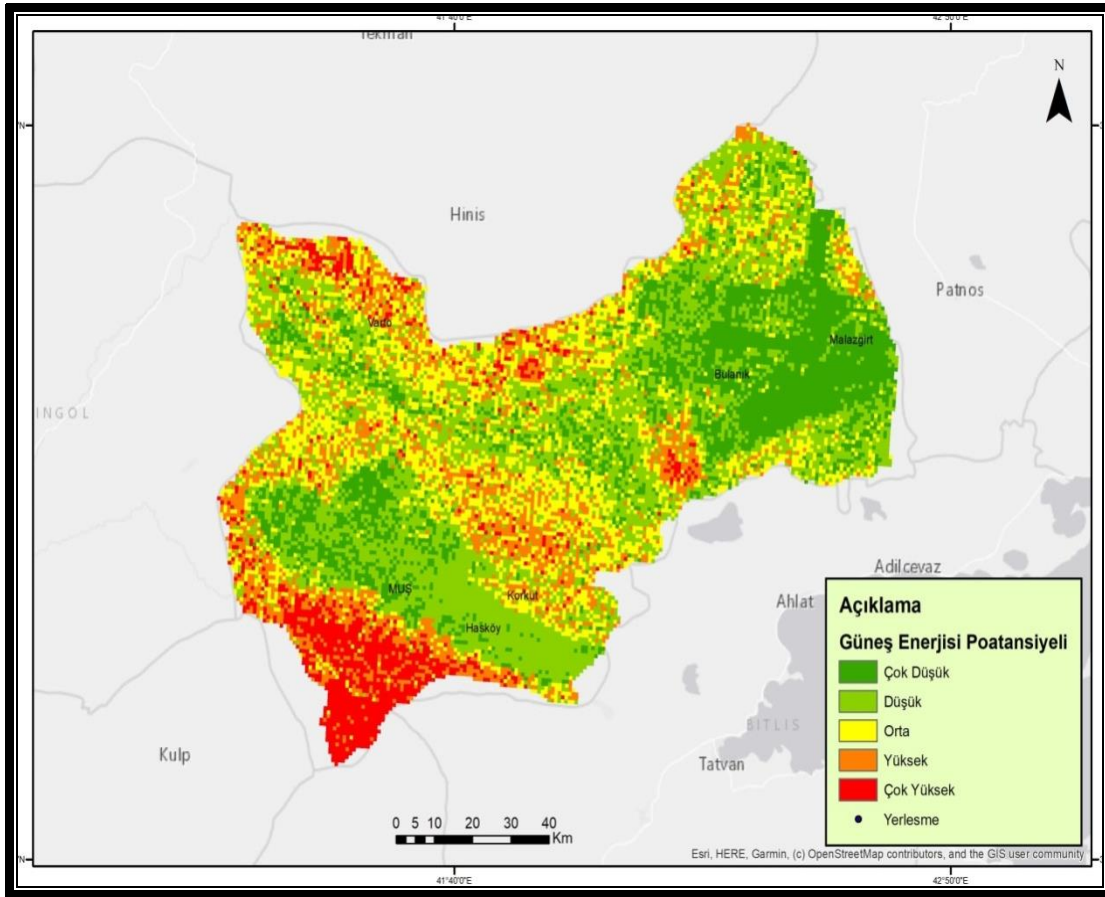 41°40'0"E
42°50'0"E
Tekman
N
Hinis
Patnos
Varto
Malazgirt
Bulanık
INGOL
Adilcevaz
MUŞ
Korkut
Ahlat
Hasköy
BITLIS
Kulp
Tatvan
Açıklama
Güneş Enerjisi Poatansiyeli
Çok Düşük
Düşük
Orta
Yüksek
Çok Yüksek
Yerlesme
0 5 10 20 30 40
Km
Esri, HERE, Garmin, (c) OpenStreetMap contributors, and the GIS user community
41°40'0"E
42°50'0"E